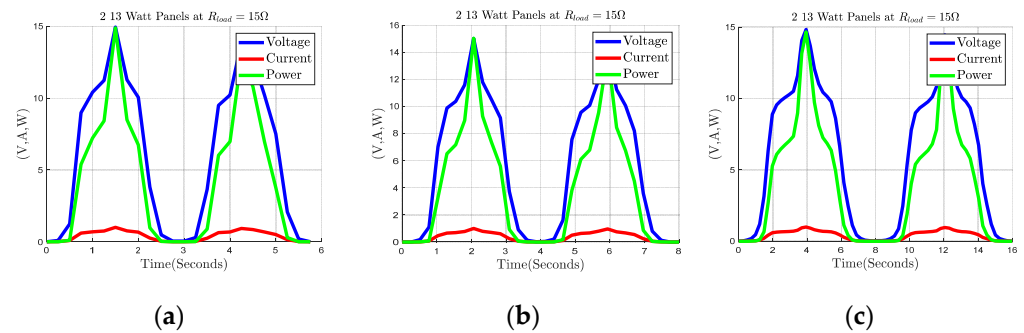 2 13 Watt Panels at R_load = 15Ω
Voltage
Current
Power
(V,A,W)
15
10
5
0
0 1 2 3 4 5 6
Time(Seconds)
(a)
2 13 Watt Panels at R_load = 15Ω
Voltage
Current
Power
(V,A,W)
16
14
12
10
8
6
4
2
0
0 1 2 3 4 5 6 7 8
Time(Seconds)
(b)
2 13 Watt Panels at R_load = 15Ω
Voltage
Current
Power
(V,A,W)
15
10
5
0
0 2 4 6 8 10 12 14 16
Time(Seconds)
(c)